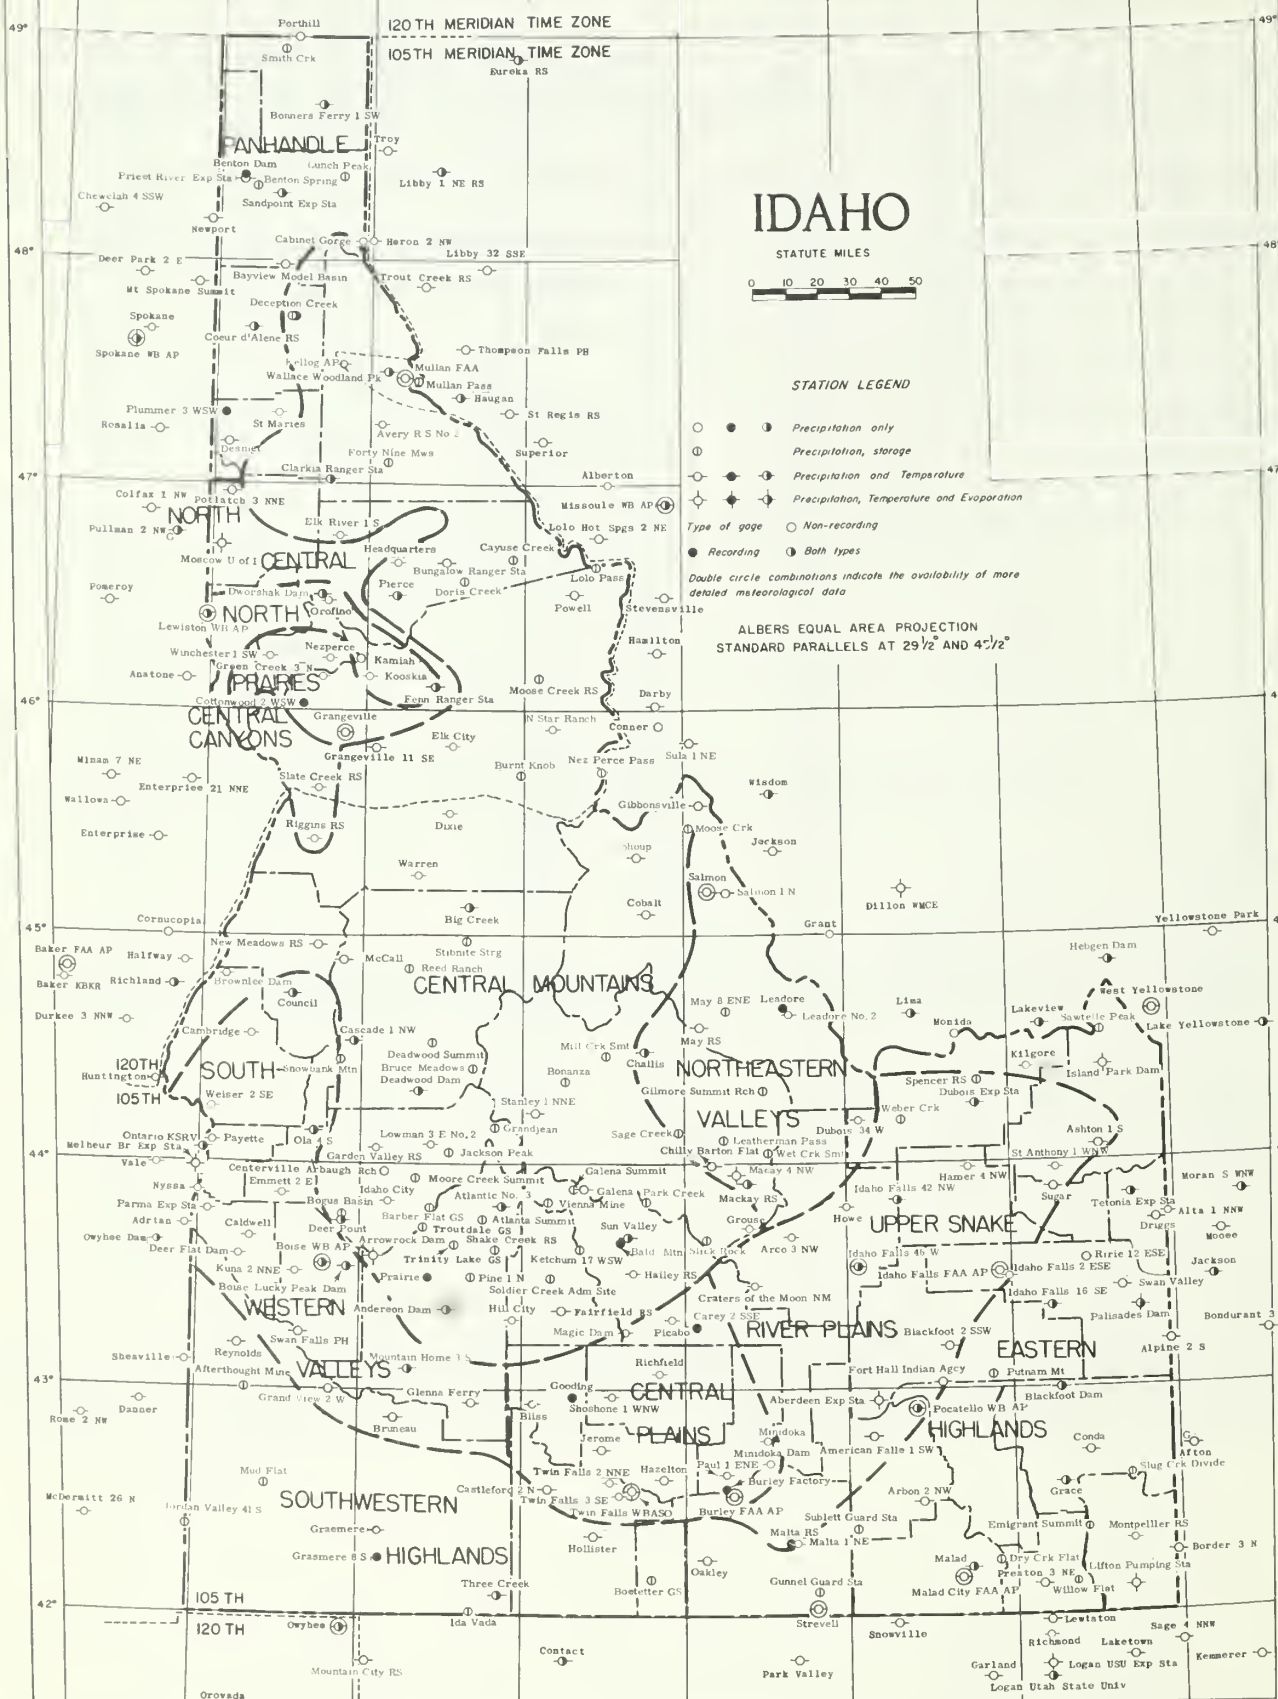 49°
Porthill
120TH MERIDIAN TIME ZONE
49°
Smith Crk
105TH MERIDIAN TIME ZONE
Eureka RS
Bonners Ferry 1 SW
PANHANDLE
Troy
Benton Dam
Lunch Peak
Priest River Exp Sta
Benton Spring
Libby 1 NE RS
Chewelah 4 SSW
Sandpoint Exp Sta
IDAHO
Newport
48°
Cabinet Gorge
Heron 2 NW
48°
Libby 32 SSE
STATUTE MILES
Deer Park 2 E
Bayview Model Basin
Trout Creek RS
0 10 20 30 40 50
Mt Spokane Summit
Deception Creek
Spokane
Coeur d'Alene RS
Spokane WB AP
Thompson Falls PH
Kellog AP
Mullan FAA
Wallace Woodland Pk
Mullan Pass
STATION LEGEND
Haugan
Plummer 3 WSW
St Regis RS
Rosalia
St Maries
Avery R S No 2
Precipitation only
Desmet
Superior
Forty Nine Mws
Precipitation, storage
47°
Clarkia Ranger Sta
Alberton
Precipitation and Temperature
47
Colfax 1 NW
Potlatch 3 NNE
Missoula WB AP
Precipitation, Temperature and Evaporation
NORTH
Elk River 1 S
Lolo Hot Spgs 2 NE
Type of gage
Non-recording
Pullman 2 NW
Headquarters
Cayuse Creek
Recording
Both types
Moscow U of I
CENTRAL
Bungalow Ranger Sta
Lolo Pass
Double circle combinations indicate the availability of more
detailed meteorological data
Pomeroy
Dworshak Dam
Pierce
Doris Creek
Powell
Stevensville
NORTH
Orofino
Lewiston WB AP
ALBERS EQUAL AREA PROJECTION
STANDARD PARALLELS AT 29 1/2° AND 45 1/2°
Hamilton
Winchester 1 SW
Nezperce
Kamiah
Green Creek 3 N
Anatone
PRAIRES
Kooskia
Moose Creek RS
Darby
46°
Cottonwood 2 WSW
Fenn Ranger Sta
CENTRAL
Grangeville
N Star Ranch
Conner
CANYONS
Elk City
Grangeville 11 SE
Nez Perce Pass
Sula 1 NE
Minam 7 NE
Burnt Knob
Slate Creek RS
Wisdom
Enterprise 21 NNE
Wallowa
Gibbonsville
Riggins RS
Dixie
Moose Crk
Enterprise
Jackson
Shoup
Warren
Salmon
Salmon 1 N
Dillon WMCE
Cobalt
Big Creek
Cornucopia
Grant
Yellowstone Park
45°
New Meadows RS
Stibnite Strg
Hebgen Dam
Baker FAA AP
Halfway
McCall
Reed Ranch
Baker KBKR
Richland
Brownlee Dam
CENTRAL MOUNTAINS
West Yellowstone
Council
May 8 ENE
Leadore
Lima
Lakeview
Sawtelle Peak
Durkee 3 NNW
Leadore No. 2
Lake Yellowstone
Cambridge
Cascade 1 NW
Monida
May RS
Deadwood Summit
Mill Crk Smt
Challis
Kilgore
120TH
SOUTH-
Snowbank Mtn
Bruce Meadows
Bonanza
NORTHEASTERN
Island Park Dam
Huntington
Deadwood Dam
Gilmore Summit Rch
Spencer RS
Dubois Exp Sta
105TH
Weiser 2 SE
Stanley 1 NNE
VALLEYS
Weber Crk
Grandjean
Sage Creek
Dubois 34 W
Ashton 1 S
Ontario KSRV
Payette
Ola 4 S
Lowman 3 E No. 2
Leatherman Pass
Malheur Br Exp Sta
Garden Valley RS
Jackson Peak
Chilly Barton Flat
Wet Crk Smt
St Anthony 1 WNW
44°
Vale
Centerville Arbaugh Rch
Galena Summit
Mackay 4 NW
Moran 5 WNW
Nyssa
Emmett 2 E
Moore Creek Summit
Hamer 4 NW
Idaho City
Galena
Park Creek
Mackay RS
Idaho Falls 42 NW
Sugar
Tetonia Exp Sta
Parma Exp Sta
Bogus Basin
Atlantic No. 3
Vienna Mine
Alta 1 NNW
Adrian
Caldwell
Deer Point
Barber Flat GS
Atlanta Summit
Sun Valley
Grouse
Howe
UPPER SNAKE
Driggs
Moose
Owyhee Dam
Troutdale GS
Deer Flat Dam
Boise WB AP
Arrowrock Dam
Shake Creek RS
Bald Mtn
Slick Rock
Arco 3 NW
Idaho Falls 46 W
Ririe 12 ESE
Kuna 2 NNE
Trinity Lake GS
Ketchum 17 WSW
Idaho Falls FAA AP
Idaho Falls 2 ESE
Jackson
Prairie
Pine 1 N
Hailey RS
Swan Valley
Boise Lucky Peak Dam
Soldier Creek Adm Site
Craters of the Moon NM
Idaho Falls 16 SE
WESTERN
Anderson Dam
Hill City
Fairfield RS
Carey 2 SSE
Palisades Dam
Bondurant 3
Swan Falls PH
Magic Dam
Picabo
RIVER PLAINS
Blackfoot 2 SSW
Reynolds
EASTERN
Alpine 2 S
Sheaville
Mountain Home 3 S
Richfield
Afterthought Mine
VALLEYS
Fort Hall Indian Agcy
Putnam Mt
43°
Gooding
CENTRAL
Blackfoot Dam
Danner
Grand View 2 W
Glenns Ferry
Shoshone 1 WNW
Aberdeen Exp Sta
Pocatello WB AP
Rome 2 NW
Bliss
HIGHLANDS
Bruneau
Jerome
PLAINS
Minidoka
Conda
Minidoka Dam
American Falls 1 SW
Afton
Twin Falls 2 NNE
Hazelton
Paul 1 ENE
Slug Crk Divide
Mud Flat
Burley Factory
Grace
McDermitt 26 N
SOUTHWESTERN
Castleford 2 N
Twin Falls 3 SE
Arbon 2 NW
Jordan Valley 41 S
Twin Falls WBASO
Burley FAA AP
Sublett Guard Sta
Emigrant Summit
Montpelier RS
Grasmere
Malta RS
Hollister
Malta 1 NE
Border 3 N
Grasmere 8 S
HIGHLANDS
Malad
Dry Crk Flat
Lifton Pumping Sta
Oakley
Preston 3 NE
Three Creek
Bostetter GS
Gunnel Guard Sta
Malad City FAA AP
Willow Flat
42°
105 TH
Ida Vada
Strevell
Lewiston
120 TH
Owyhee
Snowville
Sage 4 NNW
Richmond
Laketown
Contact
Kemmerer
Mountain City RS
Park Valley
Garland
Logan USU Exp Sta
Logan Utah State Univ
Orovada